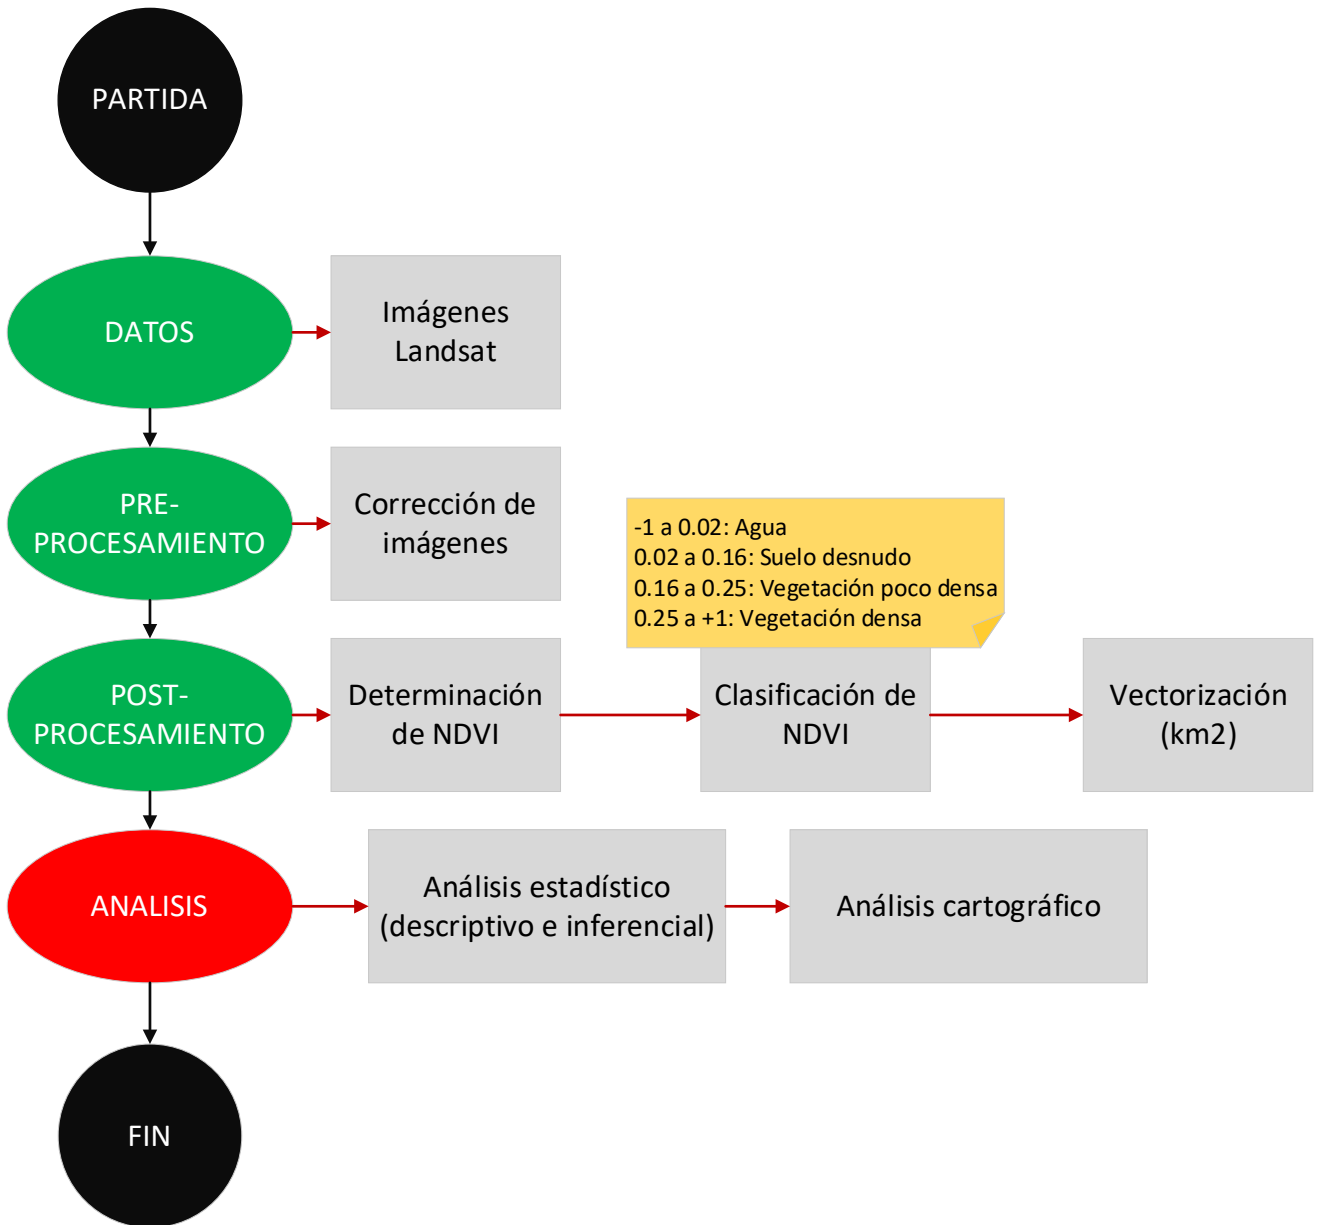 PARTIDA
DATOS
Imágenes
Landsat
PRE-
PROCESAMIENTO
Corrección de
imágenes
-1 a 0.02: Agua
0.02 a 0.16: Suelo desnudo
0.16 a 0.25: Vegetación poco densa
0.25 a +1: Vegetación densa
POST-
PROCESAMIENTO
Determinación
de NDVI
Clasificación de
NDVI
Vectorización
(km2)
ANALISIS
Análisis estadístico
(descriptivo e inferencial)
Análisis cartográfico
FIN